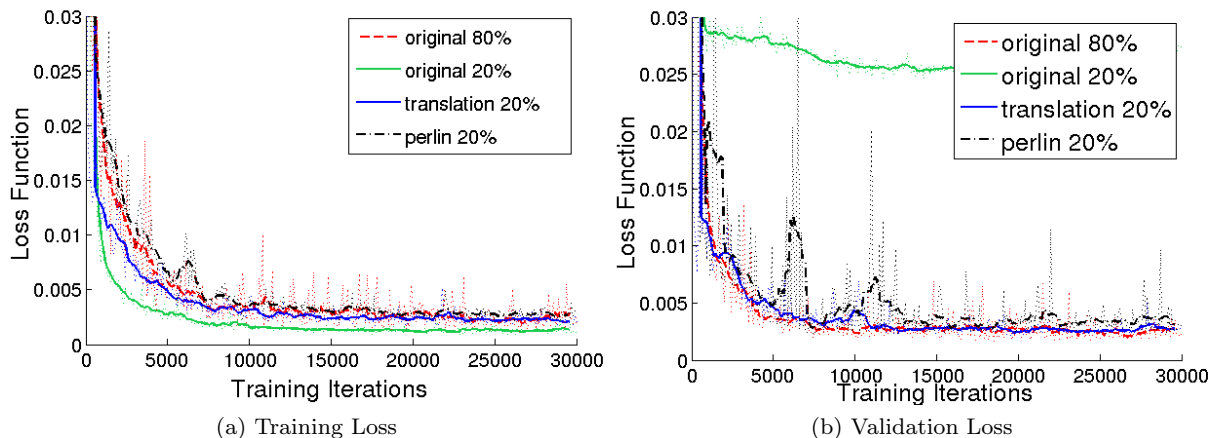 0.03
0.025
0.02
0.015
0.01
0.005
0
Loss Function
0 5000 10000 15000 20000 25000 30000
Training Iterations
original 80%
original 20%
translation 20%
perlin 20%
(a) Training Loss
0.03
0.025
0.02
0.015
0.01
0.005
0
Loss Function
0 5000 10000 15000 20000 25000 30000
Training Iterations
original 80%
original 20%
translation 20%
perlin 20%
(b) Validation Loss